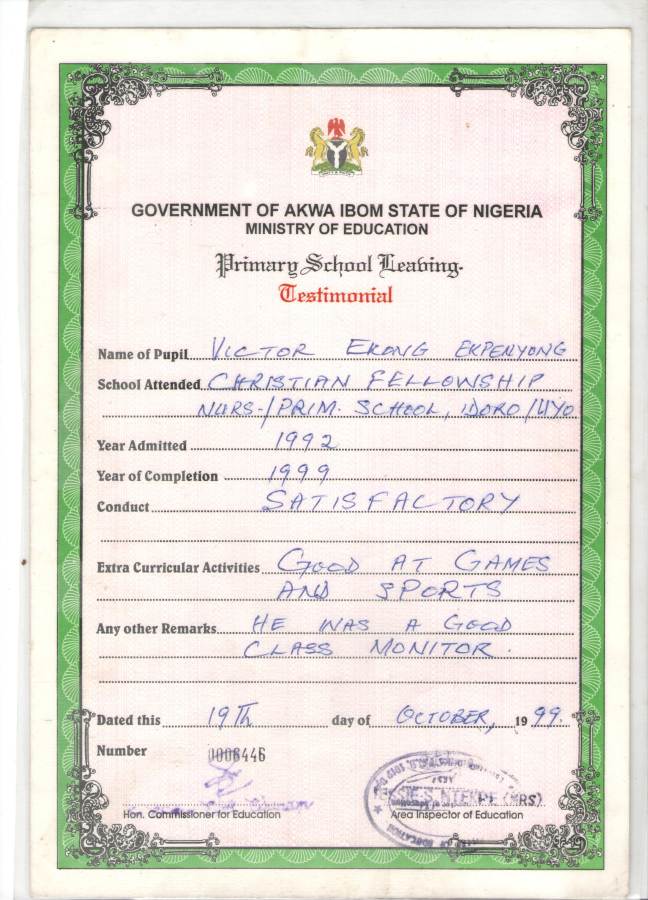 GOVERNMENT OF AKWA IBOM STATE OF NIGERIA
MINISTRY OF EDUCATION
Primary School Leaving
Testimonial
Name of Pupil VICTOR EKONG EKPENYONG
School Attended CHRISTIAN FELLOWSHIP
NURS-/PRIM. SCHOOL, IDORO/UYO
Year Admitted 1992
Year of Completion 1999
Conduct SATISFACTORY
Extra Curricular Activities GOOD AT GAMES
AND SPORTS
Any other Remarks HE WAS A GOOD
CLASS MONITOR.
Dated this 19Th day of OCTOBER, 1999.
Number 0006446
Hon. Commissioner for Education
Area Inspector of Education